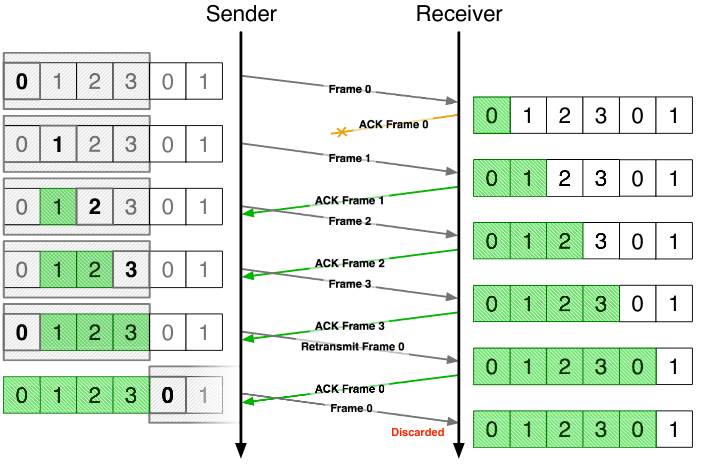 Sender Receiver
0 1 2 3 0 1
Frame 0
0 1 2 3 0 1
ACK Frame 0
0 1 2 3 0 1
Frame 1
0 1 2 3 0 1
ACK Frame 1
0 1 2 3 0 1
Frame 2
0 1 2 3 0 1
ACK Frame 2
0 1 2 3 0 1
Frame 3
0 1 2 3 0 1
ACK Frame 3
0 1 2 3 0 1
Retransmit Frame 0
0 1 2 3 0 1
ACK Frame 0
0 1 2 3 0 1
Frame 0
Discarded
0 1 2 3 0 1